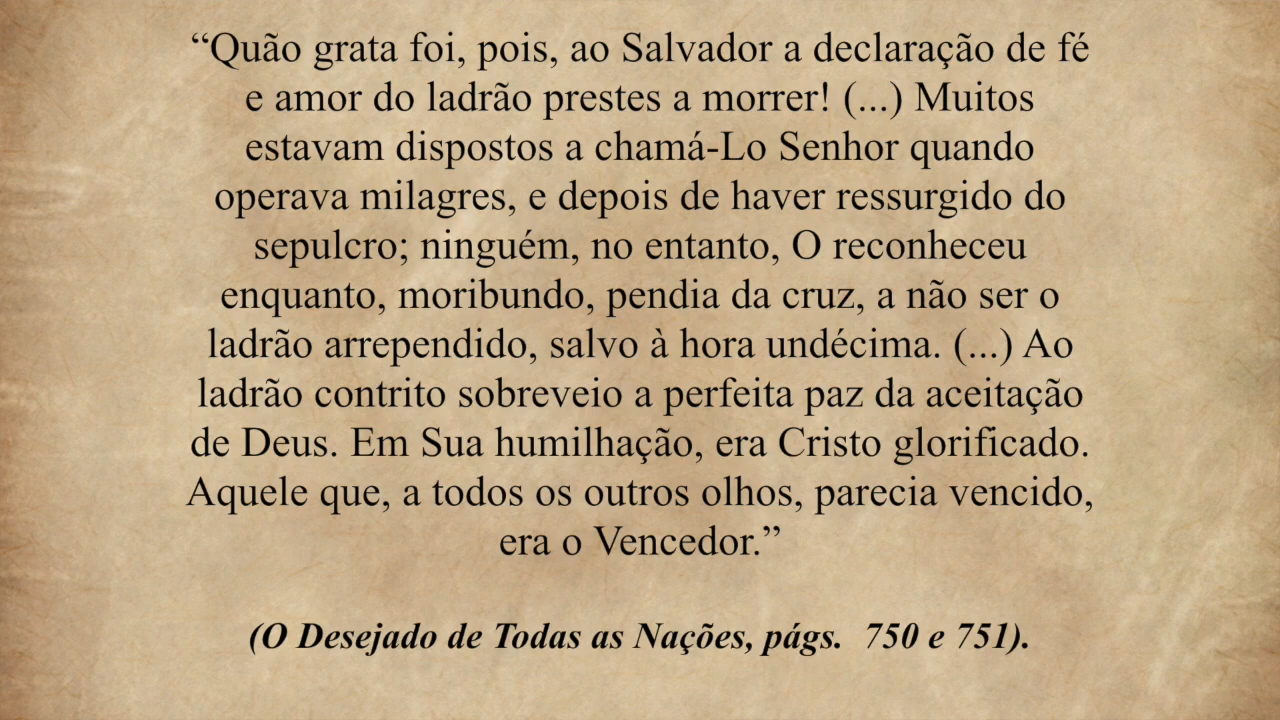 “Quão grata foi, pois, ao Salvador a declaração de fé
e amor do ladrão prestes a morrer! (...) Muitos
estavam dispostos a chamá-Lo Senhor quando
operava milagres, e depois de haver ressurgido do
sepulcro; ninguém, no entanto, O reconheceu
enquanto, moribundo, pendia da cruz, a não ser o
ladrão arrependido, salvo à hora undécima. (...) Ao
ladrão contrito sobreveio a perfeita paz da aceitação
de Deus. Em Sua humilhação, era Cristo glorificado.
Aquele que, a todos os outros olhos, parecia vencido,
era o Vencedor.”
(O Desejado de Todas as Nações, págs.  750 e 751).